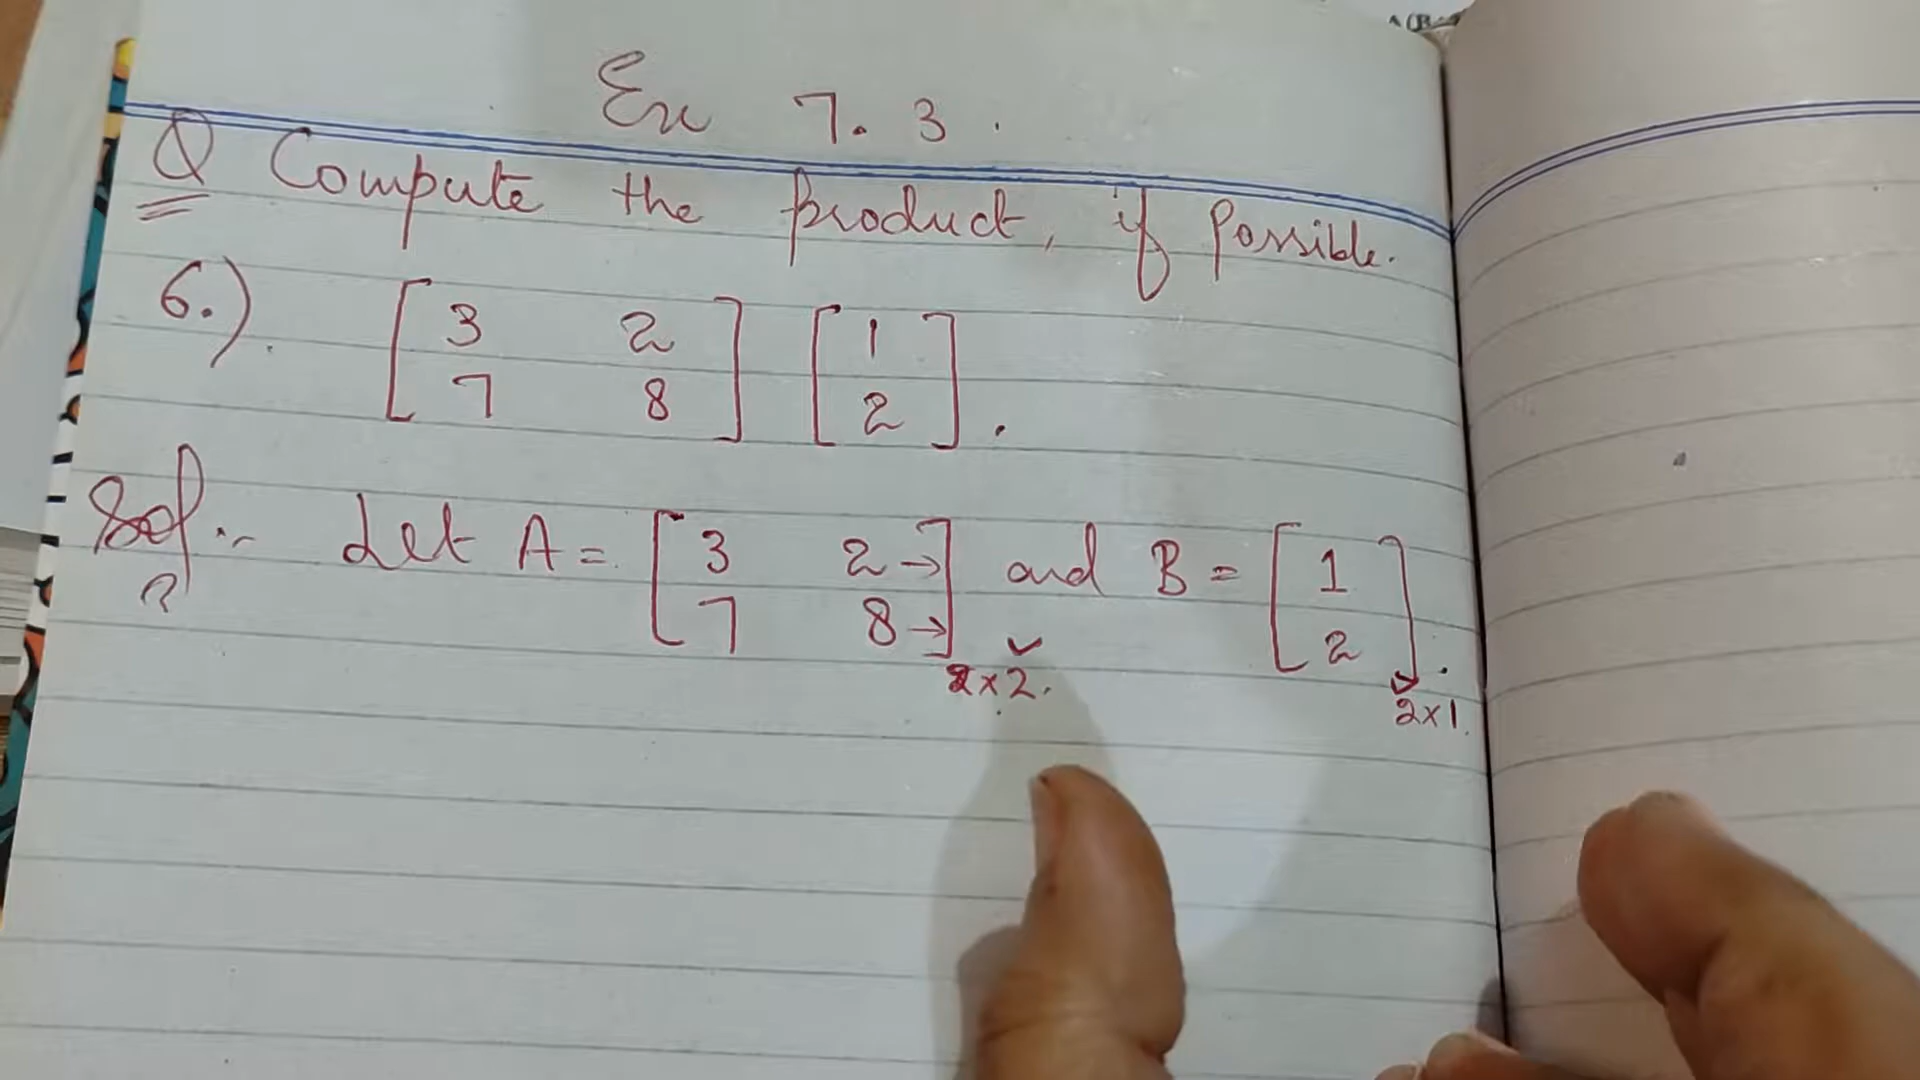 Ex 7.3.
Q Compute the product, if Possible.
6.). [3 2] [1]
[7 8] [2].
Sol:- Let A = [3 2→] and B = [1]
[7 8→] 2×2. [2] 2×1.